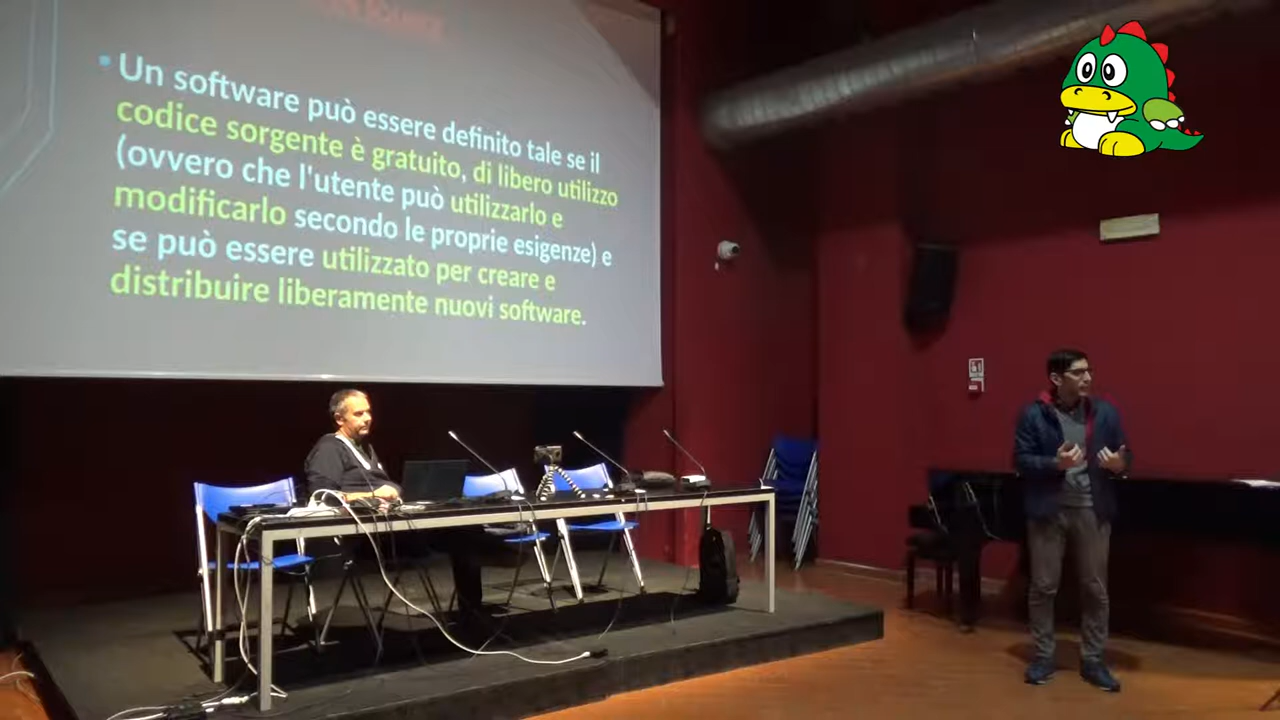 Un software può essere definito tale se il
codice sorgente è gratuito, di libero utilizzo
(ovvero che l'utente può utilizzarlo e
modificarlo secondo le proprie esigenze) e
se può essere utilizzato per creare e
distribuire liberamente nuovi software.